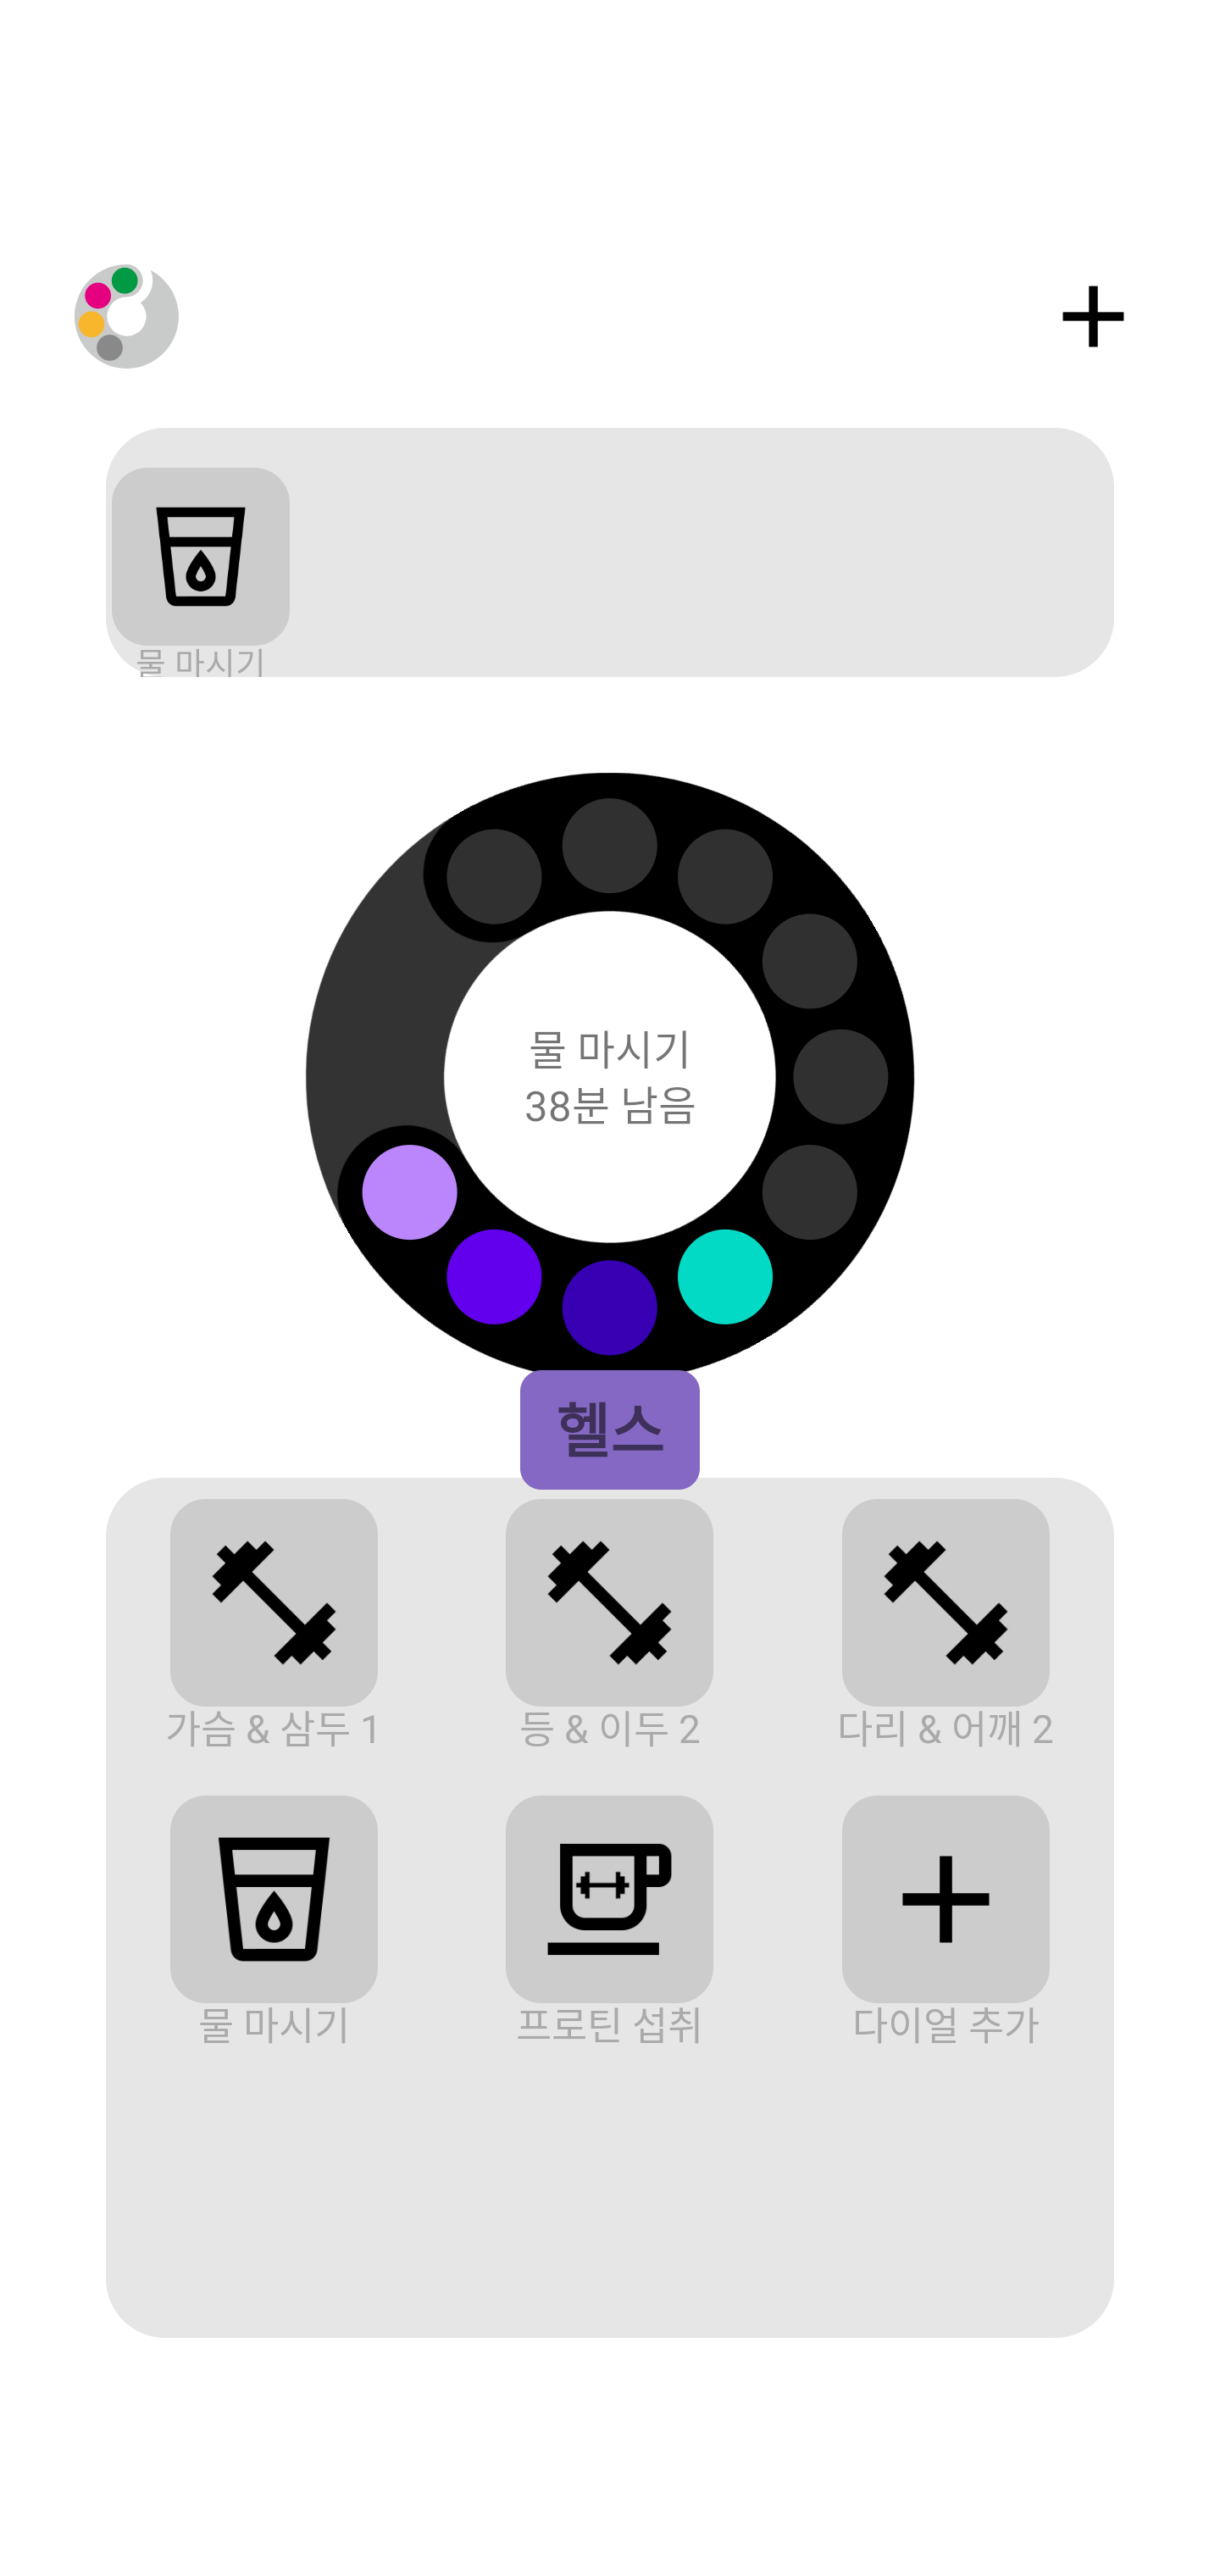 물 마시기
물 마시기
38분 남음
헬스
가슴 & 삼두 1
등 & 이두 2
다리 & 어깨 2
물 마시기
프로틴 섭취
다이얼 추가